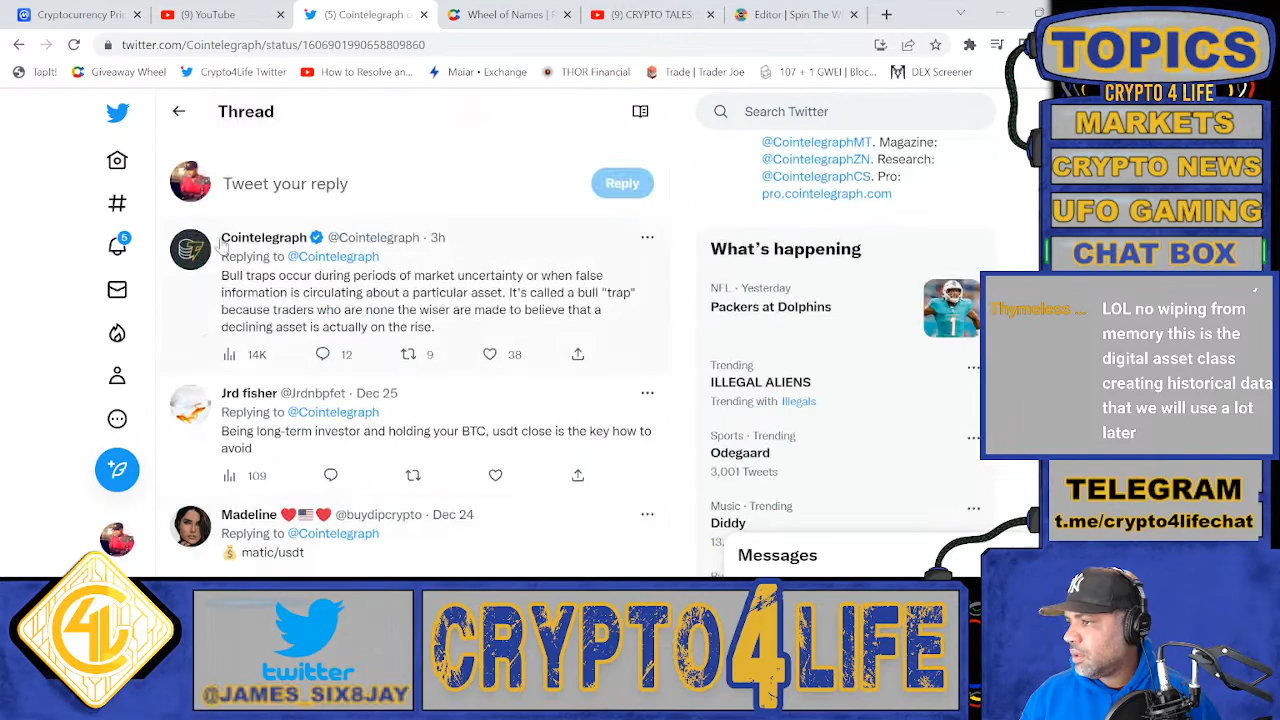 Cryptocurrency Pri
(9) YouTube
(5) Cointelegraph o
Wheel of Names | F
(9) CRYPTO TALES:
Editor | Spin The W
twitter.com/Cointelegraph/status/1606901990658809860
TapIt!
Giveaway Wheel
Crypto4Life Twitter
How to Resolve an...
Maiar • Exchange
THOR Financial
Trade | Trader Joe
107 + 1 GWEI | Bloc...
DEX Screener
Thread
Search Twitter
Tweet your reply
Reply
Cointelegraph @Cointelegraph · 3h
Replying to @Cointelegraph
Bull traps occur during periods of market uncertainty or when false
information is circulating about a particular asset. It's called a bull "trap"
because traders who are none the wiser are made to believe that a
declining asset is actually on the rise.
14K 12 9 38
Jrd fisher @Jrdnbpfet · Dec 25
Replying to @Cointelegraph
Being long-term investor and holding your BTC, usdt close is the key how to
avoid
109
Madeline ❤️🇺🇸❤️ @buydipcrypto · Dec 24
Replying to @Cointelegraph
💰 matic/usdt
5
@CointelegraphMT. Magazine:
@CointelegraphZN. Research:
@CointelegraphCS. Pro:
pro.cointelegraph.com
What's happening
NFL · Yesterday
Packers at Dolphins
Trending
ILLEGAL ALIENS
Trending with Illegals
Sports · Trending
Odegaard
3,001 Tweets
Music · Trending
Diddy
13,
Messages
TOPICS
CRYPTO 4 LIFE
MARKETS
CRYPTO NEWS
UFO GAMING
CHAT BOX
Thymeless ...
LOL no wiping from
memory this is the
digital asset class
creating historical data
that we will use a lot
later
TELEGRAM
t.me/crypto4lifechat
C4L
twitter
@JAMES_SIX8JAY
CRYPTO4LIFE
NY